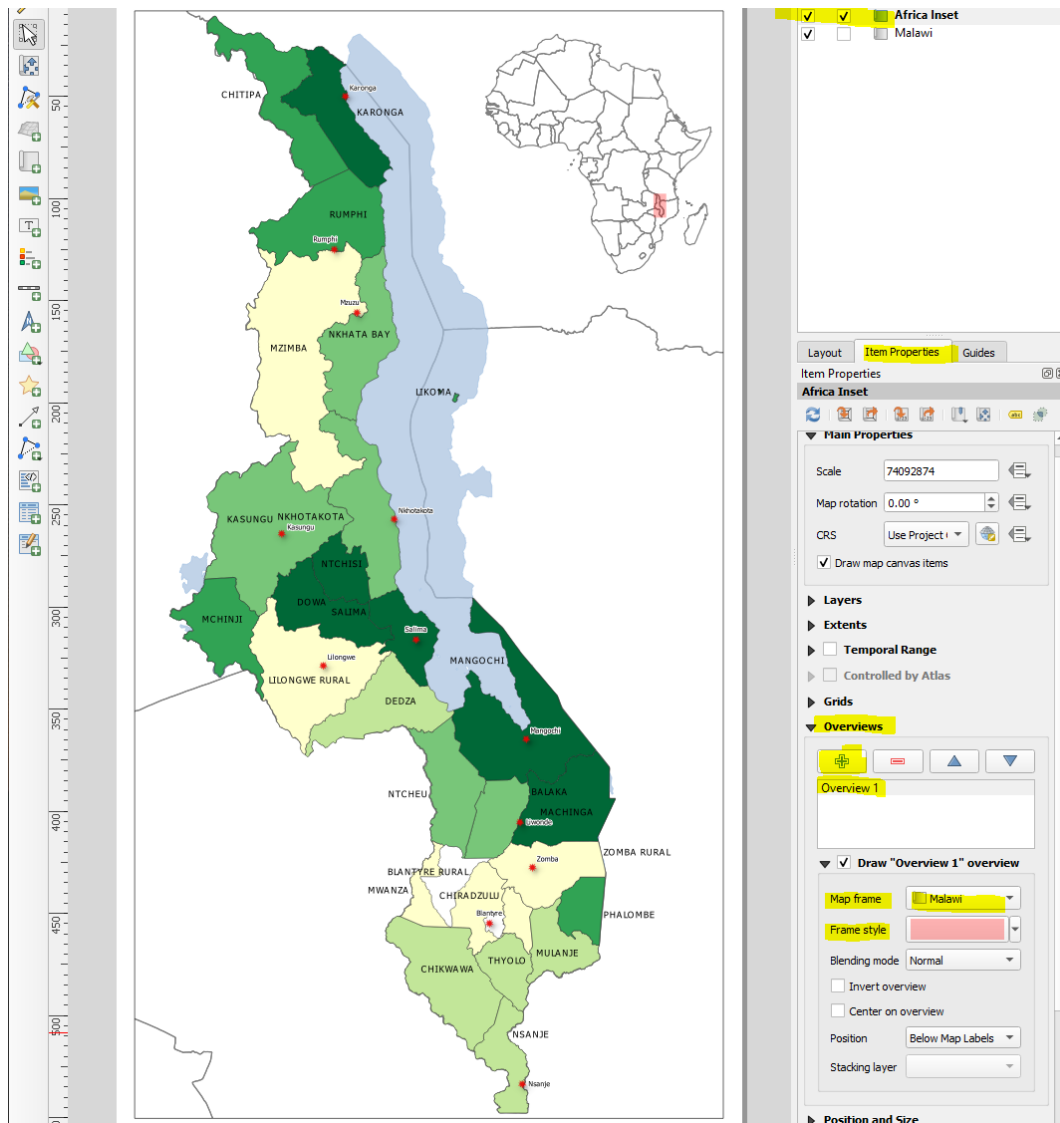 Africa Inset
Malawi
50
100
150
200
250
300
350
400
450
500
CHITIPA
Karonga
KARONGA
RUMPHI
Rumphi
Mzuzu
NKHATA BAY
MZIMBA
LIKOMA
KASUNGU
NKHOTAKOTA
Nkhotakota
Kasungu
NTCHISI
DOWA
SALIMA
MCHINJI
Salima
Lilongwe
MANGOCHI
LILONGWE RURAL
DEDZA
Mangochi
NTCHEU
BALAKA
MACHINGA
Liwonde
ZOMBA RURAL
Zomba
BLANTYRE RURAL
MWANZA
CHIRADZULU
Blantyre
PHALOMBE
MULANJE
THYOLO
CHIKWAWA
NSANJE
Nsanje
Layout
Item Properties
Guides
Item Properties
Africa Inset
Main Properties
Scale
74092874
Map rotation
0.00 °
CRS
Use Project (
Draw map canvas items
Layers
Extents
Temporal Range
Controlled by Atlas
Grids
Overviews
Overview 1
Draw "Overview 1" overview
Map frame
Malawi
Frame style
Blending mode
Normal
Invert overview
Center on overview
Position
Below Map Labels
Stacking layer
Position and Size